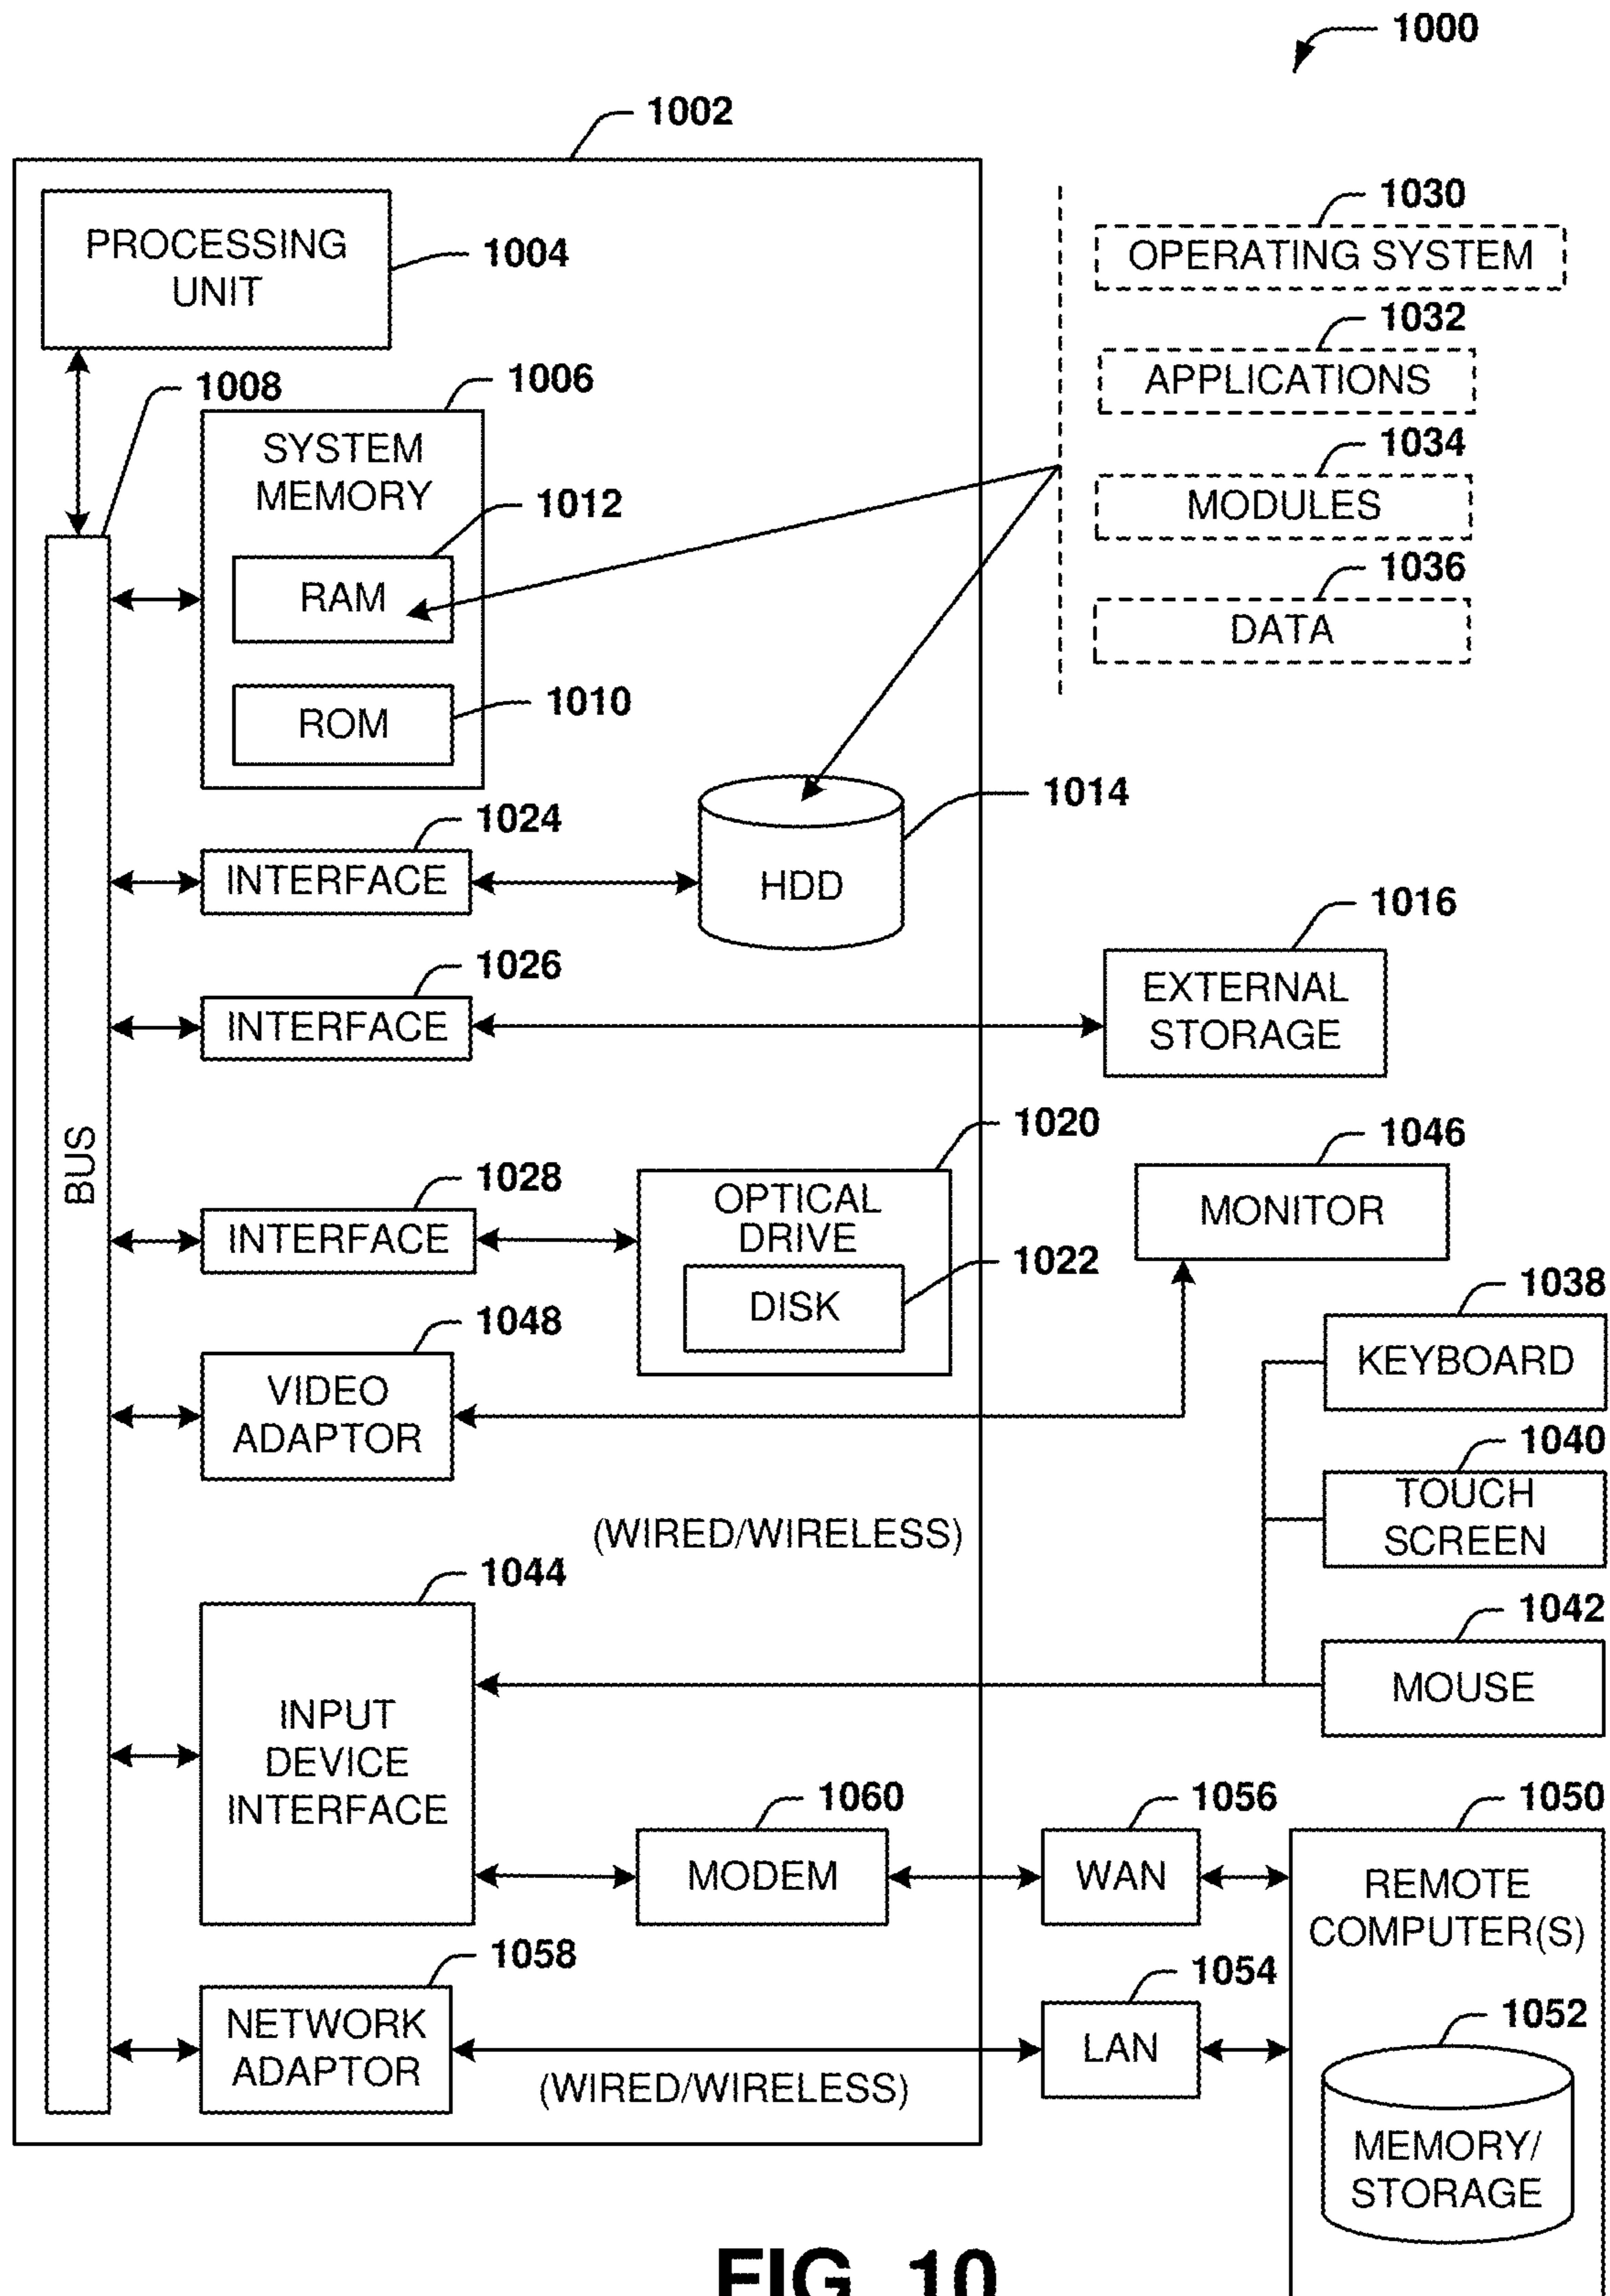 1000
1002
PROCESSING
UNIT
1004
1030
OPERATING SYSTEM
1032
APPLICATIONS
1034
MODULES
1036
DATA
1008
1006
SYSTEM
MEMORY
1012
RAM
1010
ROM
1014
HDD
1024
INTERFACE
1016
EXTERNAL
STORAGE
1026
INTERFACE
BUS
1020
OPTICAL
DRIVE
1022
DISK
1028
INTERFACE
1046
MONITOR
1048
VIDEO
ADAPTOR
1038
KEYBOARD
1040
TOUCH
SCREEN
(WIRED/WIRELESS)
1042
MOUSE
1044
INPUT
DEVICE
INTERFACE
1060
MODEM
1056
WAN
1050
REMOTE
COMPUTER(S)
1058
NETWORK
ADAPTOR
(WIRED/WIRELESS)
1054
LAN
1052
MEMORY/
STORAGE
FIG. 10